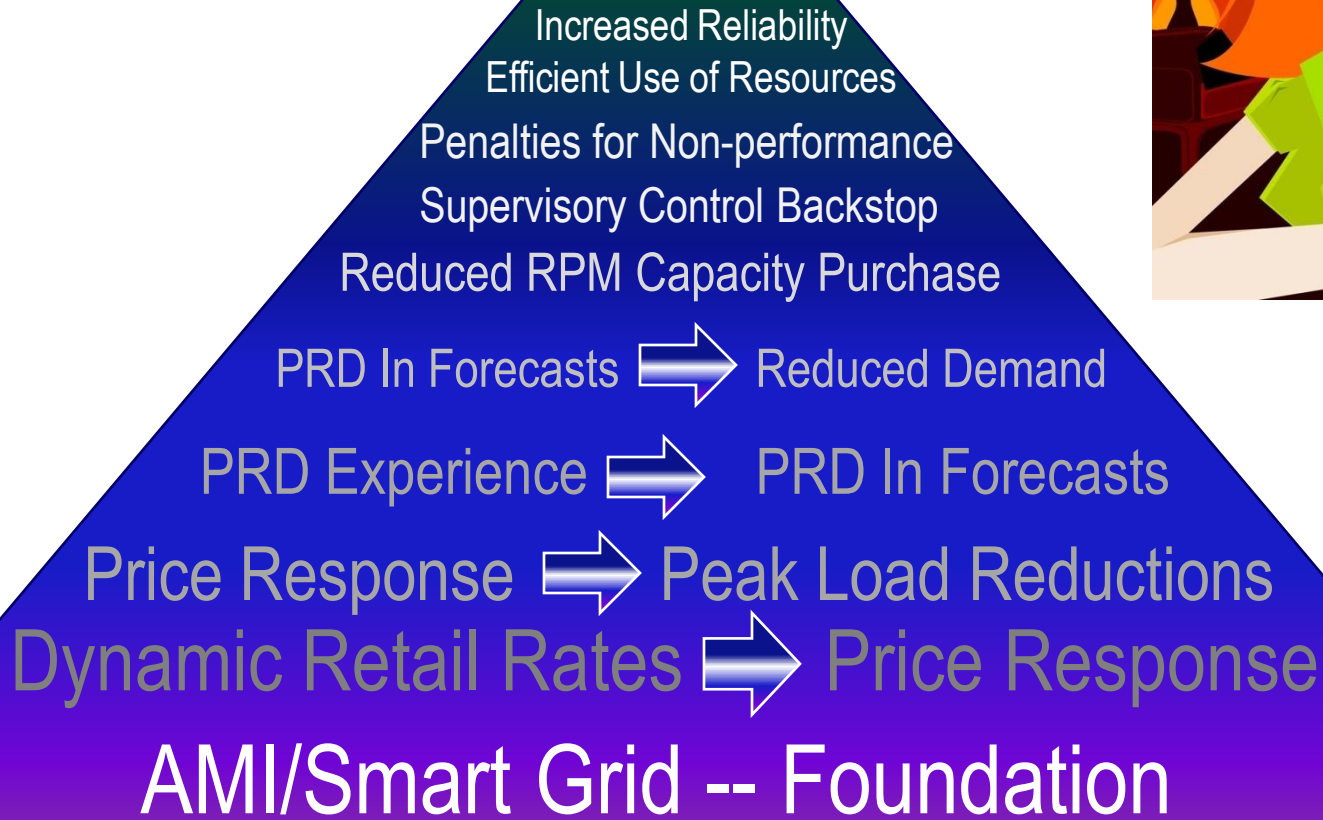 Increased Reliability
Efficient Use of Resources
Penalties for Non-performance
Supervisory Control Backstop
Reduced RPM Capacity Purchase
PRD In Forecasts Reduced Demand
PRD Experience PRD In Forecasts
Price Response Peak Load Reductions
Dynamic Retail Rates Price Response
AMI/Smart Grid -- Foundation